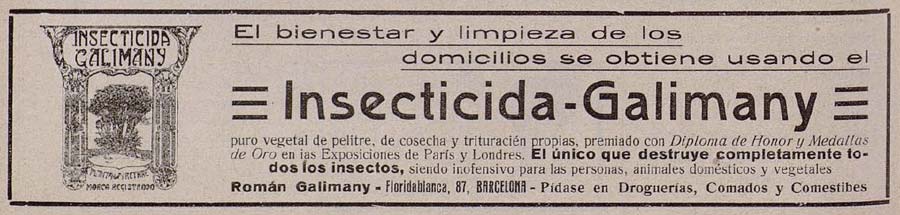 INSECTICIDA
GALIMANY
MARCA REGISTRADO
El bienestar y limpieza de los
domicilios se obtiene usando el
Insecticida-Galimany
puro vegetal de pelitre, de cosecha y trituración propias, premiado con Diploma de Honor y Medallas
de Oro en las Exposiciones de París y Londres. El único que destruye completamente to-
dos los insectos, siendo inofensivo para las personas, animales domésticos y vegetales
Román Galimany - Floridablanca, 87, BARCELONA - Pídase en Droguerías, Comados y Comestibles